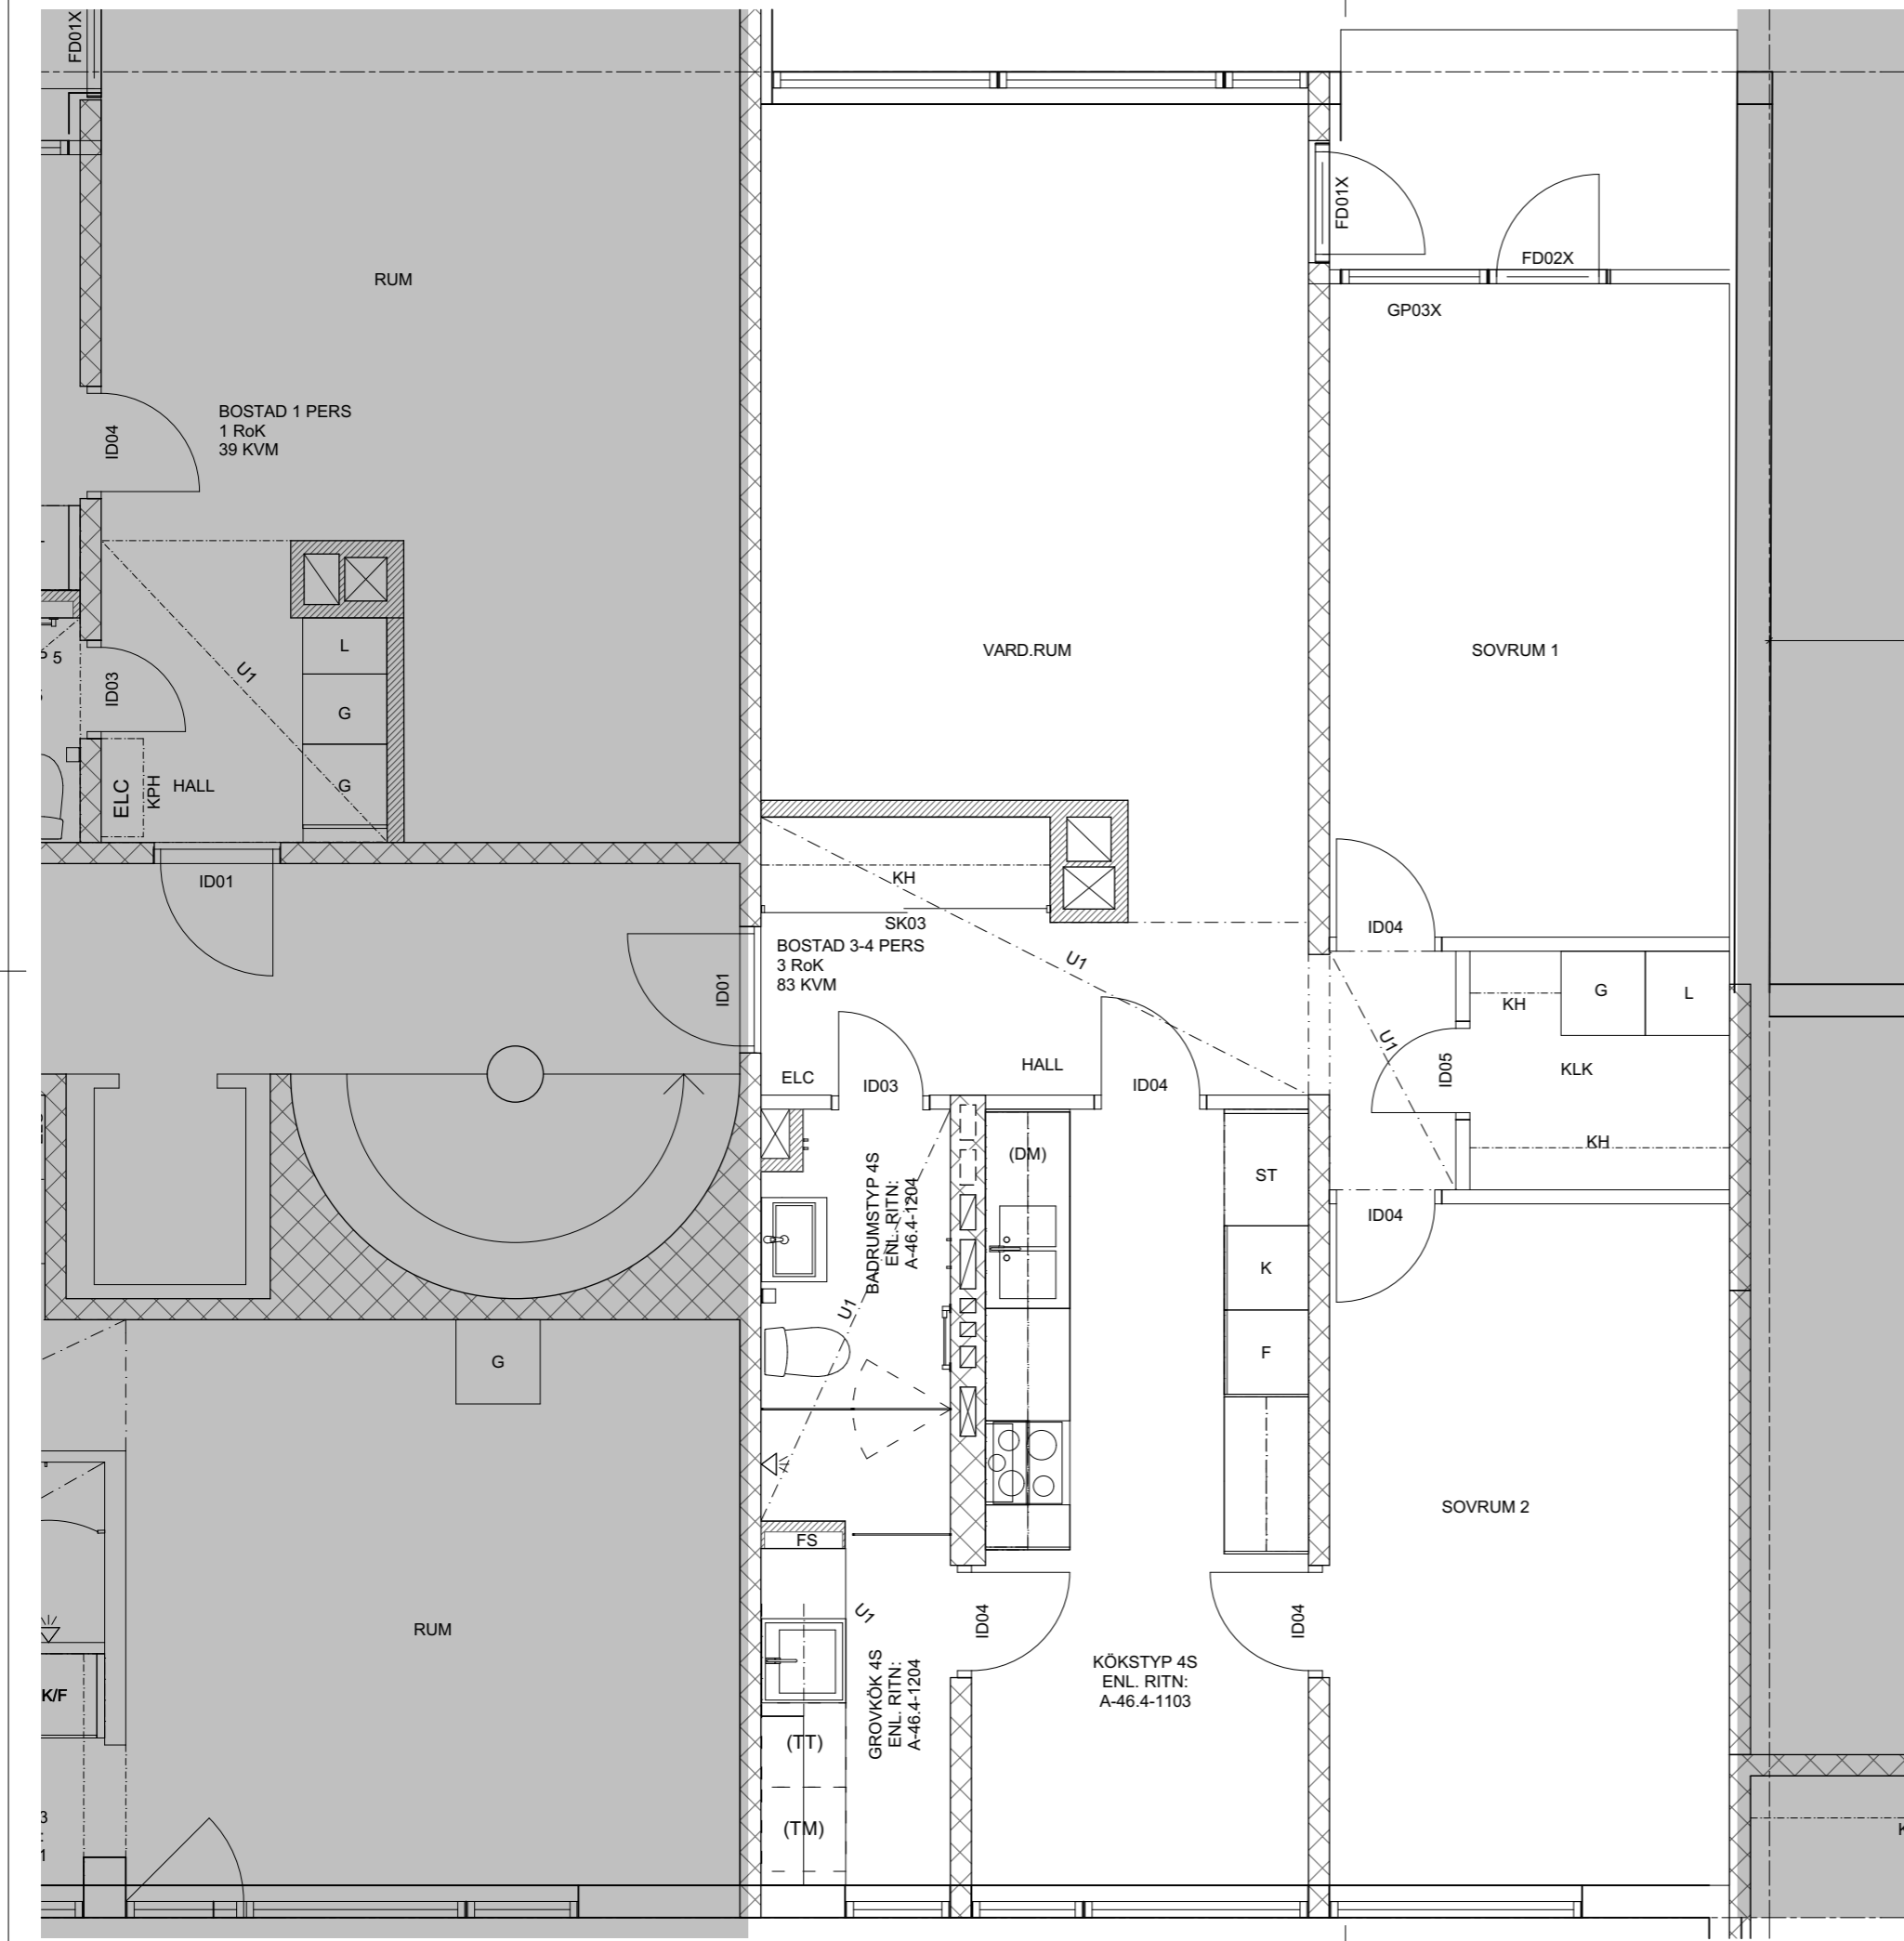 FD01X
RUM
BOSTAD 1 PERS
1 RoK
39 KVM
ID04
5
ID03
U1
L
G
G
ELC
KPH
HALL
ID01
FD01X
FD02X
GP03X
VARD.RUM
SOVRUM 1
KH
SK03
BOSTAD 3-4 PERS
3 RoK
83 KVM
U1
ID01
ELC
ID03
HALL
ID04
ID04
KH
G
L
U1
ID05
KLK
KH
ID04
BADRUMSTYP 4S
ENL. RITN:
A-46.4-1204
U1
(DM)
ST
K
F
G
RUM
K/F
3
1
FS
U1
GROVKÖK 4S
ENL. RITN:
A-46.4-1204
(TT)
(TM)
ID04
KÖKSTYP 4S
ENL. RITN:
A-46.4-1103
ID04
SOVRUM 2
K